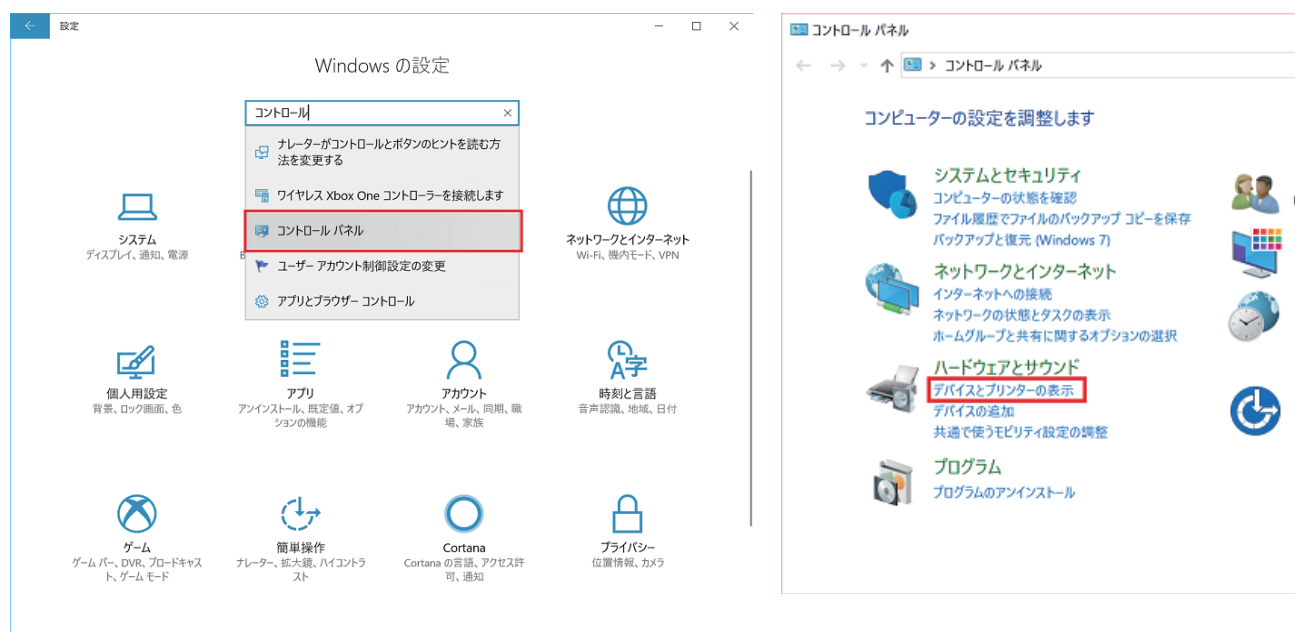 設定
Windows の設定
コントロール
ナレーターがコントロールとボタンのヒントを読む方
法を変更する
ワイヤレス Xbox One コントローラーを接続します
コントロール パネル
ユーザー アカウント制御設定の変更
アプリとブラウザー コントロール
システム
ディスプレイ、通知、電源
ネットワークとインターネット
Wi-Fi、機内モード、VPN
個人用設定
背景、ロック画面、色
アプリ
アンインストール、既定値、オプ
ションの機能
アカウント
アカウント、メール、同期、職
場、家族
時刻と言語
音声認識、地域、日付
ゲーム
ゲーム バー、DVR、ブロードキャス
ト、ゲーム モード
簡単操作
ナレーター、拡大鏡、ハイコントラ
スト
Cortana
Cortana の言語、アクセス許
可、通知
プライバシー
位置情報、カメラ
コントロール パネル
コントロール パネル
コンピューターの設定を調整します
システムとセキュリティ
コンピューターの状態を確認
ファイル履歴でファイルのバックアップ コピーを保存
バックアップと復元 (Windows 7)
ネットワークとインターネット
インターネットへの接続
ネットワークの状態とタスクの表示
ホームグループと共有に関するオプションの選択
ハードウェアとサウンド
デバイスとプリンターの表示
デバイスの追加
共通で使うモビリティ設定の調整
プログラム
プログラムのアンインストール